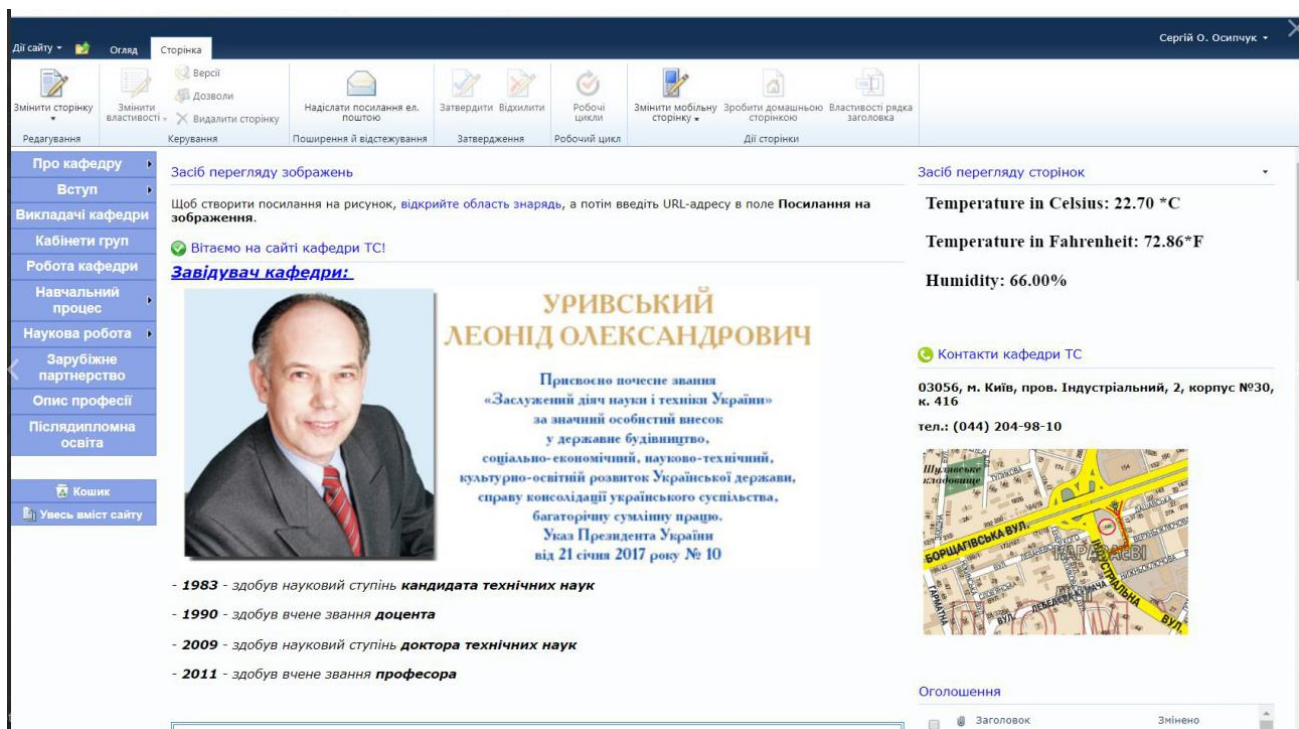 Дії сайту
Огляд
Сторінка
Сергій О. Осипчук
Змінити сторінку
Редагування
Змінити
властивості
Версії
Дозволи
Видалити сторінку
Керування
Надіслати посилання ел.
поштою
Поширення й відстежування
Затвердити
Відхилити
Затвердження
Робочі
цикли
Робочий цикл
Змінити мобільну
сторінку
Зробити домашньою
сторінкою
Властивості рядка
заголовка
Дії сторінки
Про кафедру
Вступ
Викладачі кафедри
Кабінети груп
Робота кафедри
Навчальний
процес
Наукова робота
Зарубіжне
партнерство
Опис професії
Післядипломна
освіта
Кошик
Увесь вміст сайту
Засіб перегляду зображень
Щоб створити посилання на рисунок, відкрийте область знарядь, а потім введіть URL-адресу в поле Посилання на
зображення.
Вітаємо на сайті кафедри ТС!
Завідувач кафедри:
УРИВСЬКИЙ
ЛЕОНІД ОЛЕКСАНДРОВИЧ
Присвоєно почесне звання
«Заслужений діяч науки і техніки України»
за значний особистий внесок
у державне будівництво,
соціально-економічний, науково-технічний,
культурно-освітній розвиток Української держави,
справу консолідації українського суспільства,
багаторічну сумлінну працю.
Указ Президента України
від 21 січня 2017 року № 10
- 1983 - здобув науковий ступінь кандидата технічних наук
- 1990 - здобув вчене звання доцента
- 2009 - здобув науковий ступінь доктора технічних наук
- 2011 - здобув вчене звання професора
Засіб перегляду сторінок
Temperature in Celsius: 22.70 *C
Temperature in Fahrenheit: 72.86*F
Humidity: 66.00%
Контакти кафедри ТС
03056, м. Київ, пров. Індустріальний, 2, корпус №30,
к. 416
тел.: (044) 204-98-10
Шулявське
кладовище
БОРЩАГІВСЬКА ВУЛ.
КАРАВАЄВІ
ІНДУСТРІАЛЬНА
ВУЛ.
ГАРМАТНА
ВУЛ. ЛЕБЕДЄВА-КУМАЧА
Оголошення
Заголовок
Змінено